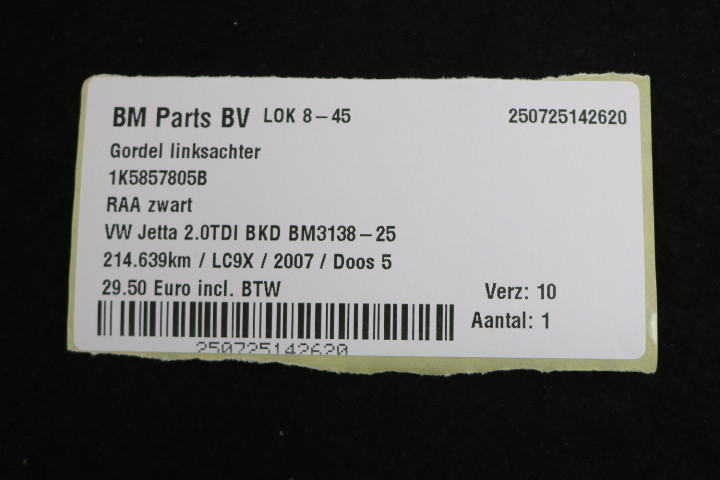 BM Parts BV LOK 8-45 250725142620
Gordel linksachter
1K5857805B
RAA zwart
VW Jetta 2.0TDI BKD BM3138-25
214.639km / LC9X / 2007 / Doos 5
29.50 Euro incl. BTW Verz: 10
Aantal: 1
250725142620